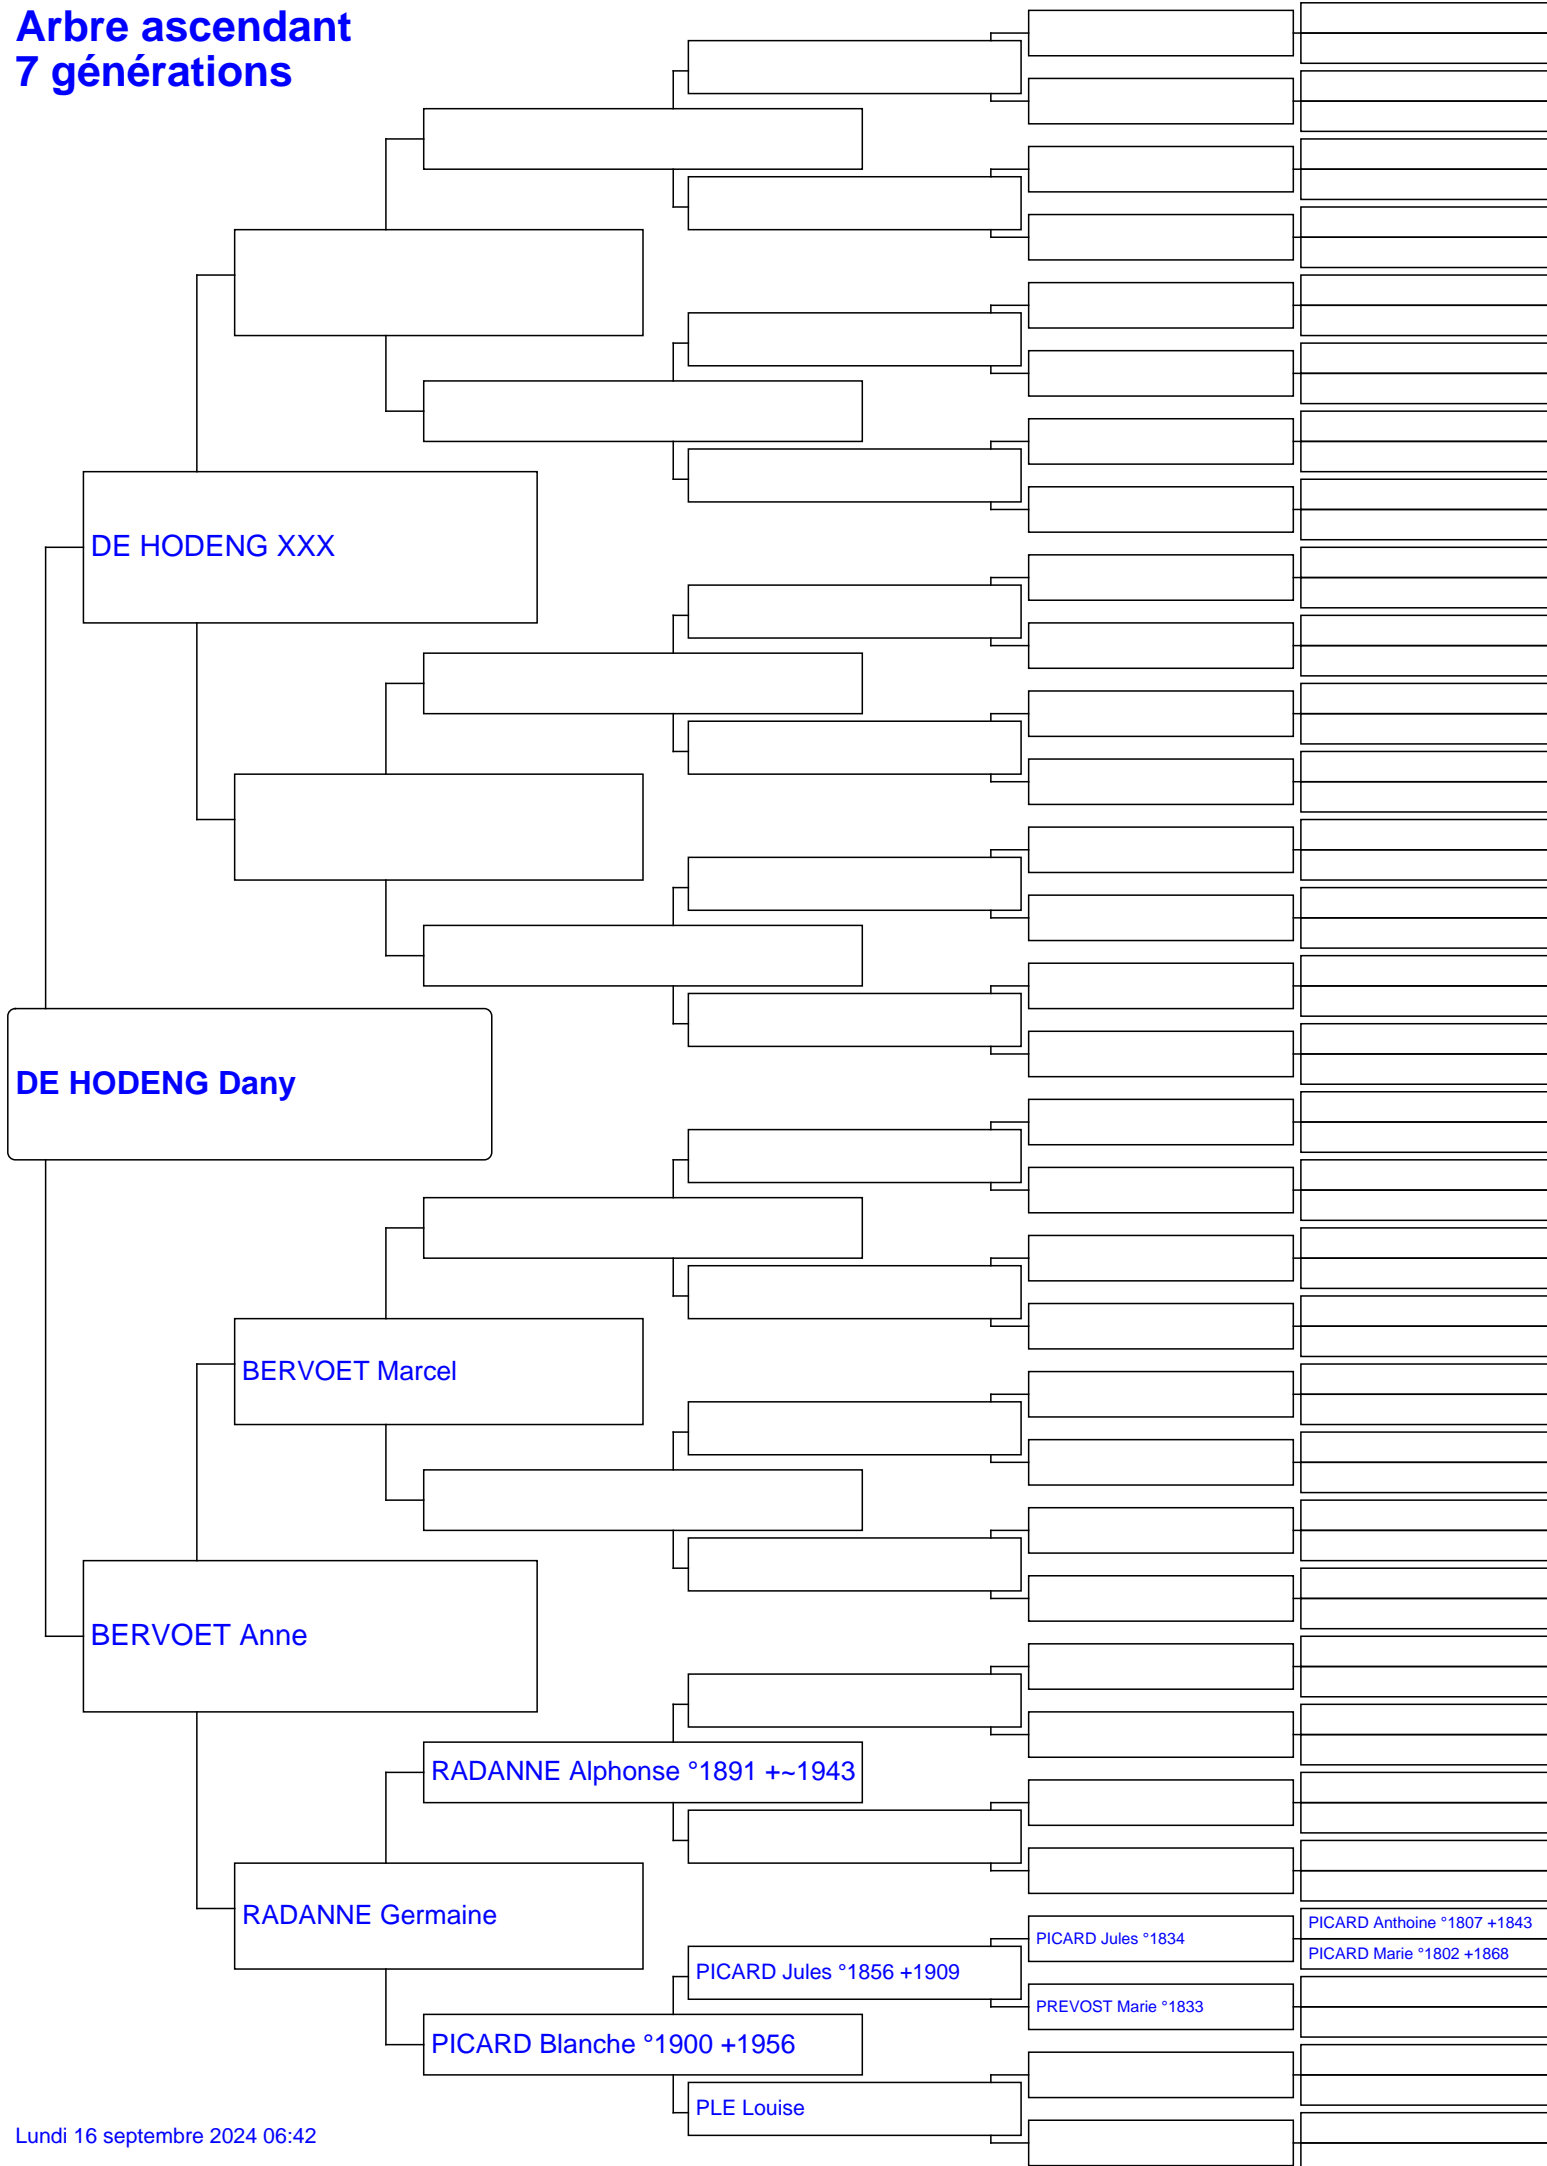 Arbre ascendant
7 générations
DE HODENG XXX
DE HODENG Dany
BERVOET Marcel
BERVOET Anne
RADANNE Alphonse °1891 +~1943
RADANNE Germaine
PICARD Anthoine °1807 +1843
PICARD Jules °1834
PICARD Marie °1802 +1868
PICARD Jules °1856 +1909
PREVOST Marie °1833
PICARD Blanche °1900 +1956
PLE Louise
Lundi 16 septembre 2024 06:42